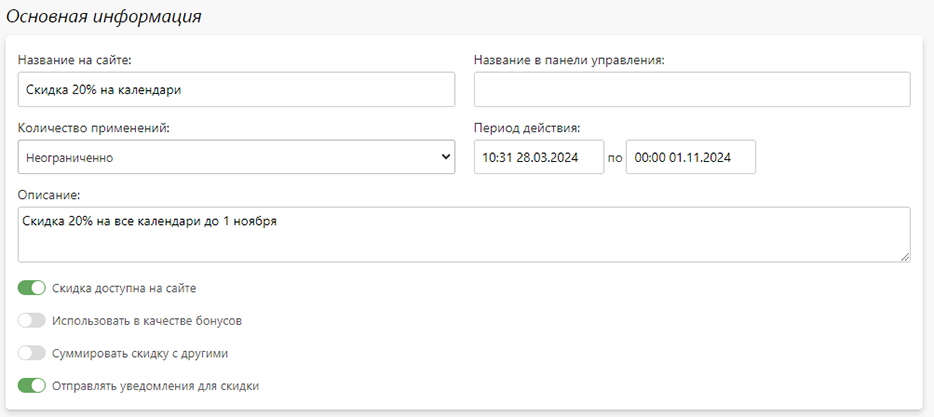 Основная информация
Название на сайте:
Название в панели управления:
Скидка 20% на календари
Количество применений:
Период действия:
Неограниченно
10:31 28.03.2024 по 00:00 01.11.2024
Описание:
Скидка 20% на все календари до 1 ноября
Скидка доступна на сайте
Использовать в качестве бонусов
Суммировать скидку с другими
Отправлять уведомления для скидки